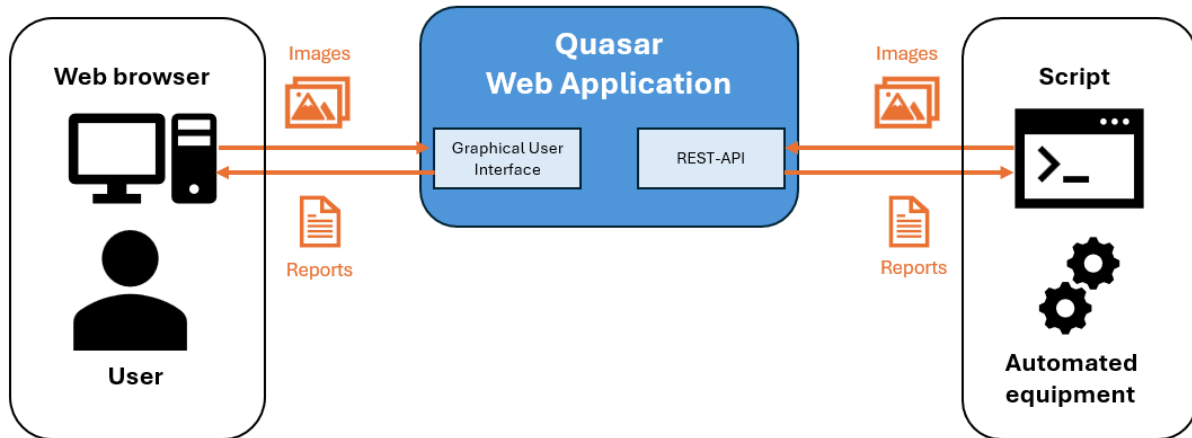 Web browser
User
Images
Reports
Quasar
Web Application
Graphical User
Interface
REST-API
Images
Reports
Script
Automated
equipment